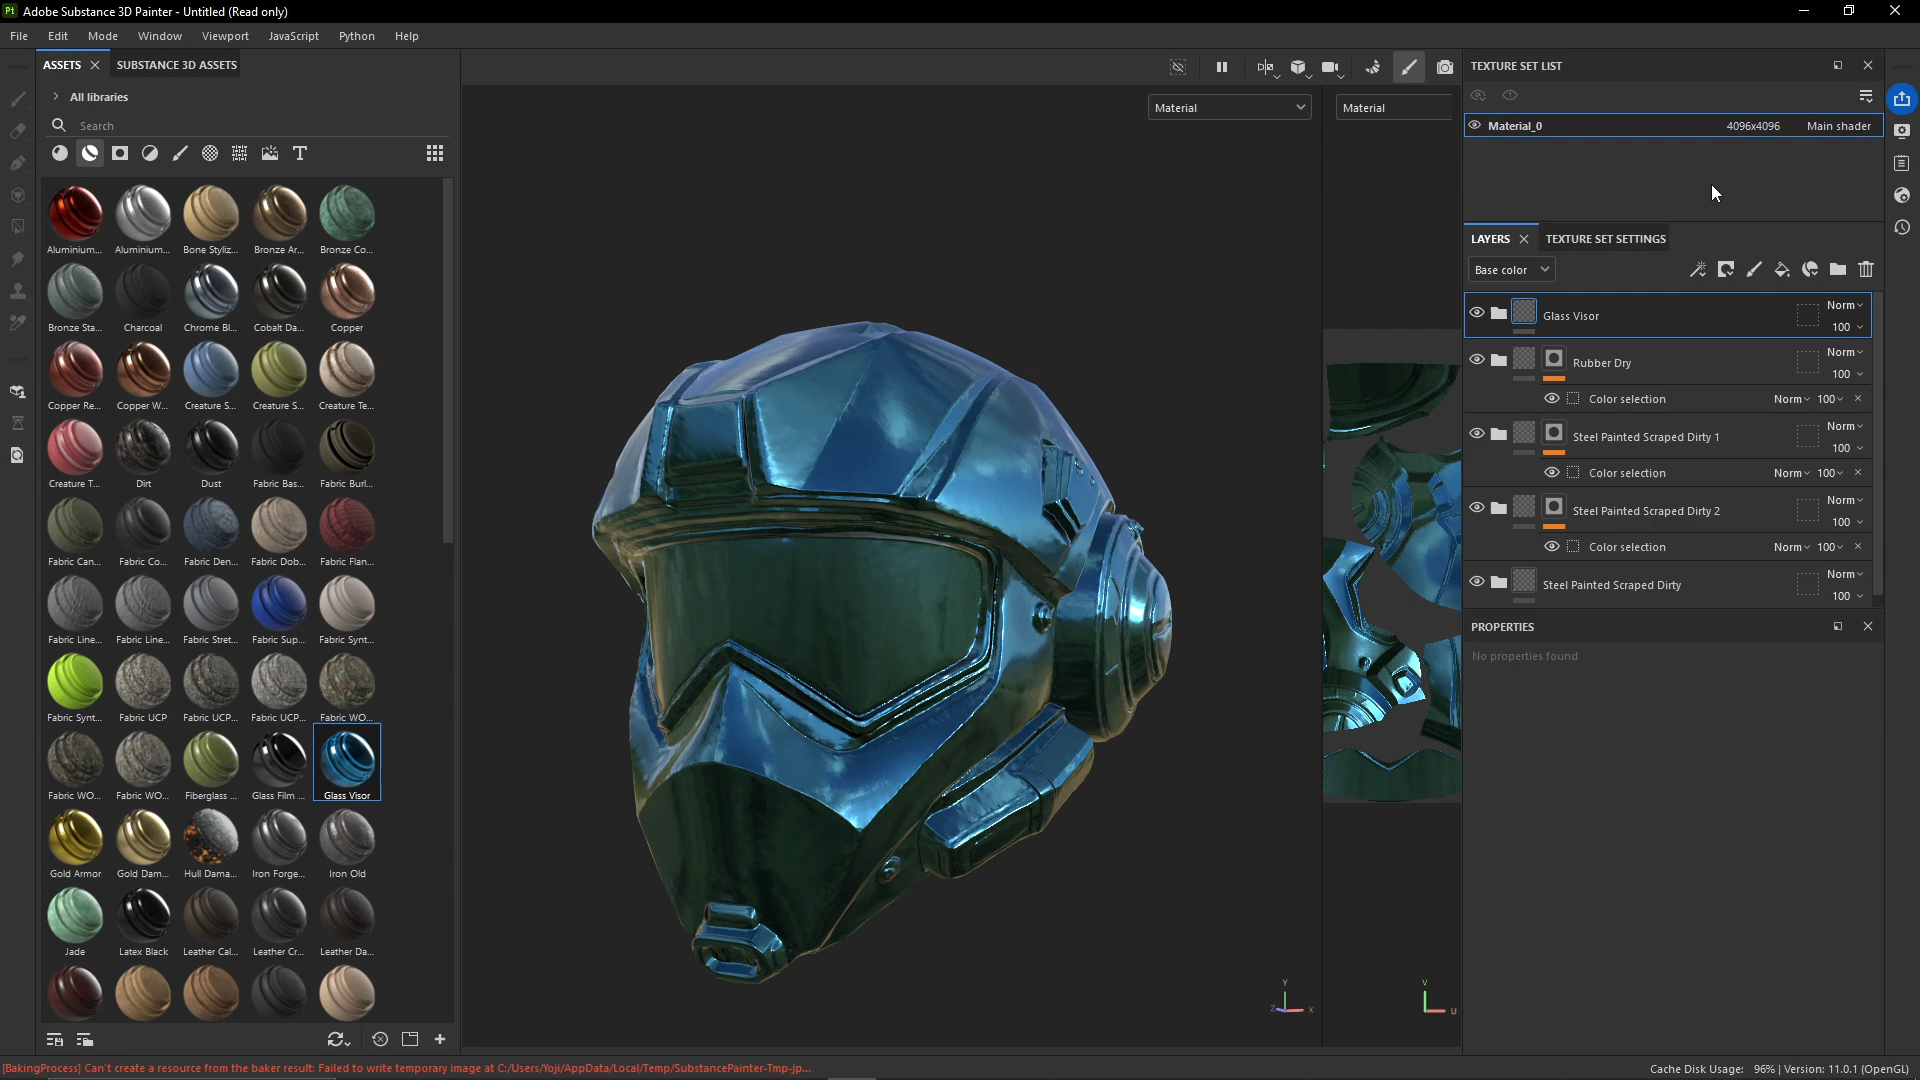 Pt Adobe Substance 3D Painter - Untitled (Read only)
File Edit Mode Window Viewport JavaScript Python Help
ASSETS SUBSTANCE 3D ASSETS
All libraries
Search
Aluminium... Aluminium... Bone Styliz... Bronze Ar... Bronze Co...
Bronze Sta... Charcoal Chrome Bl... Cobalt Da... Copper
Copper Re... Copper W... Creature S... Creature S... Creature Te...
Creature T... Dirt Dust Fabric Bas... Fabric Burl...
Fabric Can... Fabric Co... Fabric Den... Fabric Dob... Fabric Flan...
Fabric Line... Fabric Line... Fabric Stret... Fabric Sup... Fabric Synt...
Fabric Synt... Fabric UCP Fabric UCP... Fabric UCP... Fabric WO...
Fabric WO... Fabric WO... Fiberglass ... Glass Film ... Glass Visor
Gold Armor Gold Dam... Hull Dama... Iron Forge... Iron Old
Jade Latex Black Leather Cal... Leather Cr... Leather Da...
Material
Material
Y
Z X
V
U
TEXTURE SET LIST
Material_0 4096x4096 Main shader
LAYERS TEXTURE SET SETTINGS
Base color
Glass Visor Norm 100
Rubber Dry Norm 100
Color selection Norm 100
Steel Painted Scraped Dirty 1 Norm 100
Color selection Norm 100
Steel Painted Scraped Dirty 2 Norm 100
Color selection Norm 100
Steel Painted Scraped Dirty Norm 100
PROPERTIES
No properties found
[BakingProcess] Can't create a resource from the baker result: Failed to write temporary image at C:/Users/Yoji/AppData/Local/Temp/SubstancePainter-Tmp-jp...
Cache Disk Usage: 96% | Version: 11.0.1 (OpenGL)